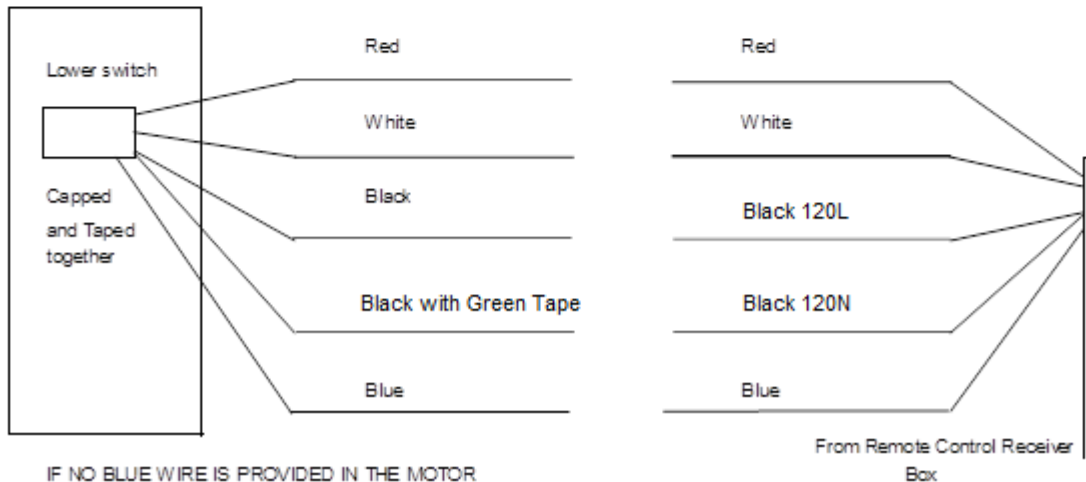 Red
Red
Lower switch
White
White
Capped
and Taped
together
Black
Black 120L
Black with Green Tape
Black 120N
Blue
Blue
From Remote Control Receiver
Box
IF NO BLUE WIRE IS PROVIDED IN THE MOTOR